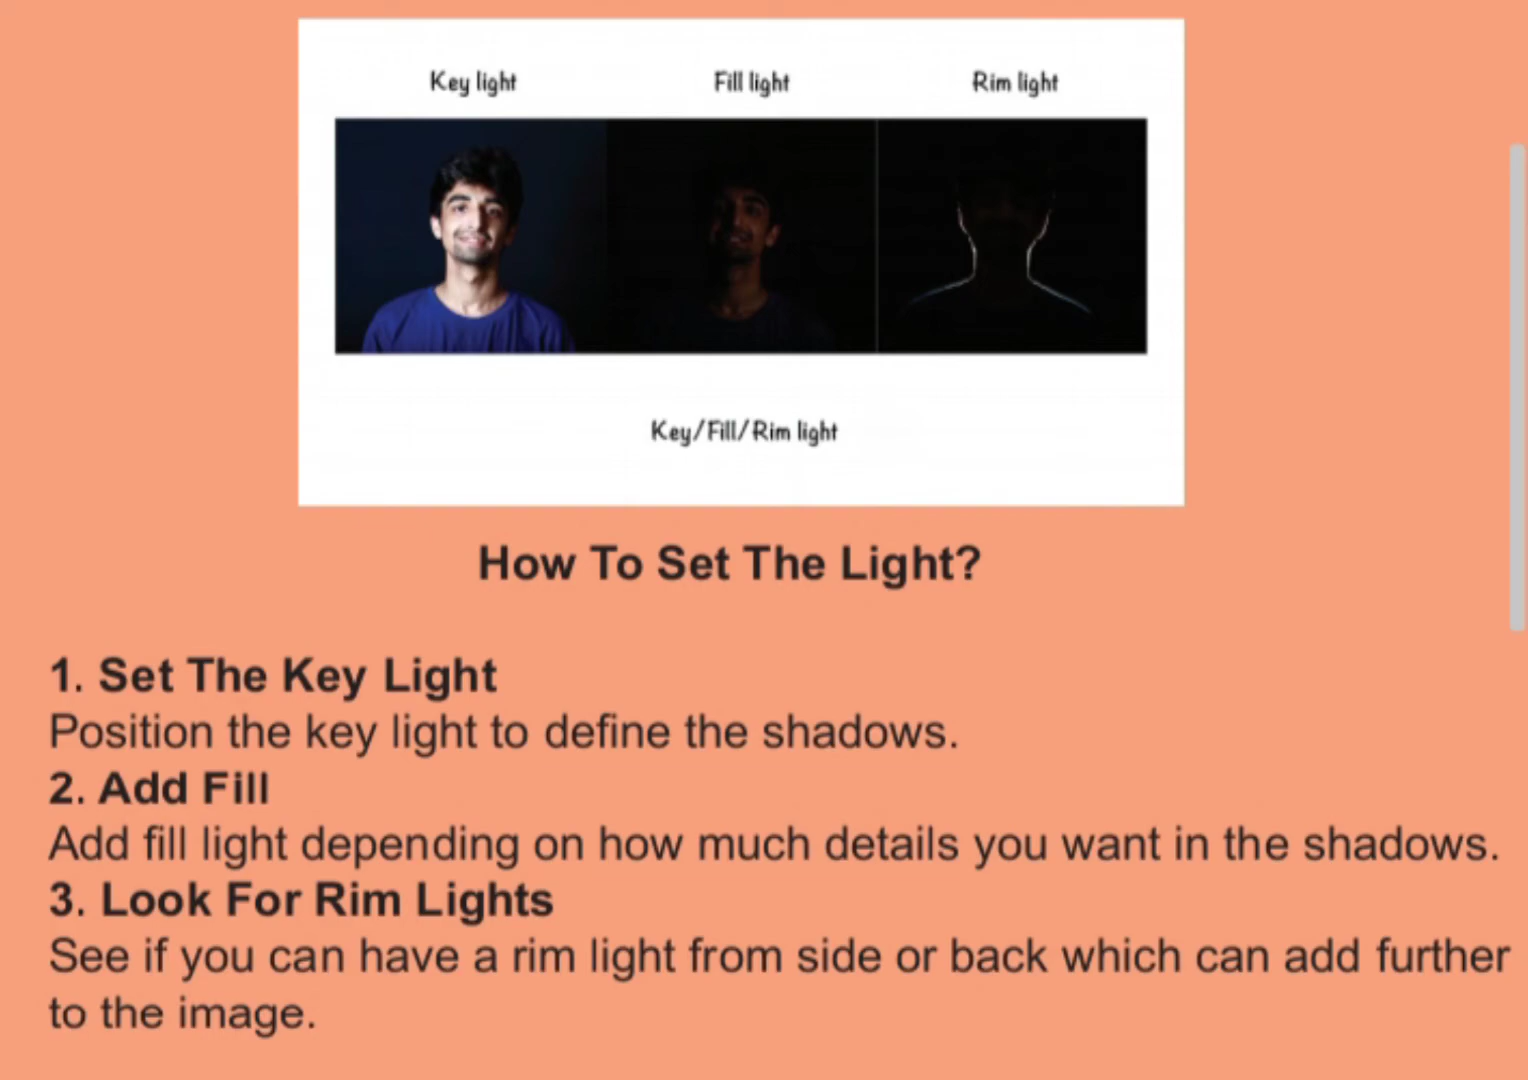 Key light Fill light Rim light
Key/Fill/Rim light
How To Set The Light?
1. Set The Key Light
Position the key light to define the shadows.
2. Add Fill
Add fill light depending on how much details you want in the shadows.
3. Look For Rim Lights
See if you can have a rim light from side or back which can add further
to the image.